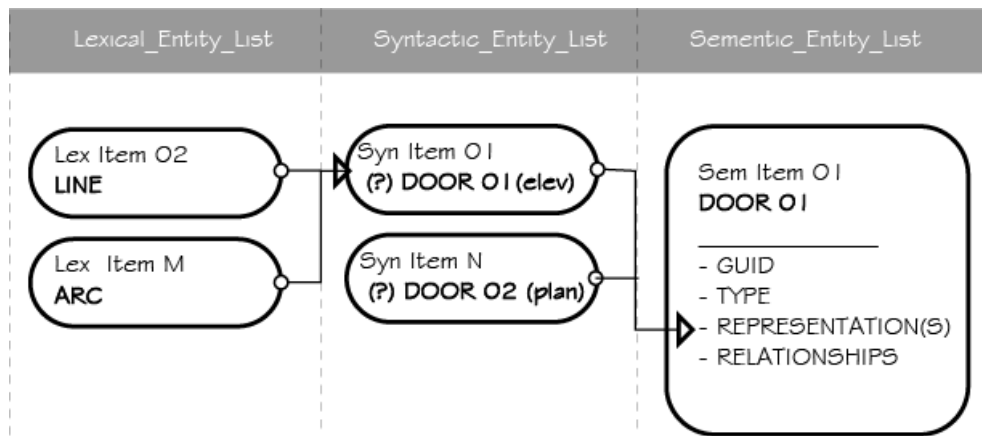 Lexical_Entity_List
Syntactic_Entity_List
Sementic_Entity_List
Lex Item 02
LINE
Lex Item M
ARC
Syn Item 01
(?) DOOR 01 (elev)
Syn Item N
(?) DOOR 02 (plan)
Sem Item 01
DOOR 01
- GUID
- TYPE
- REPRESENTATION(S)
- RELATIONSHIPS